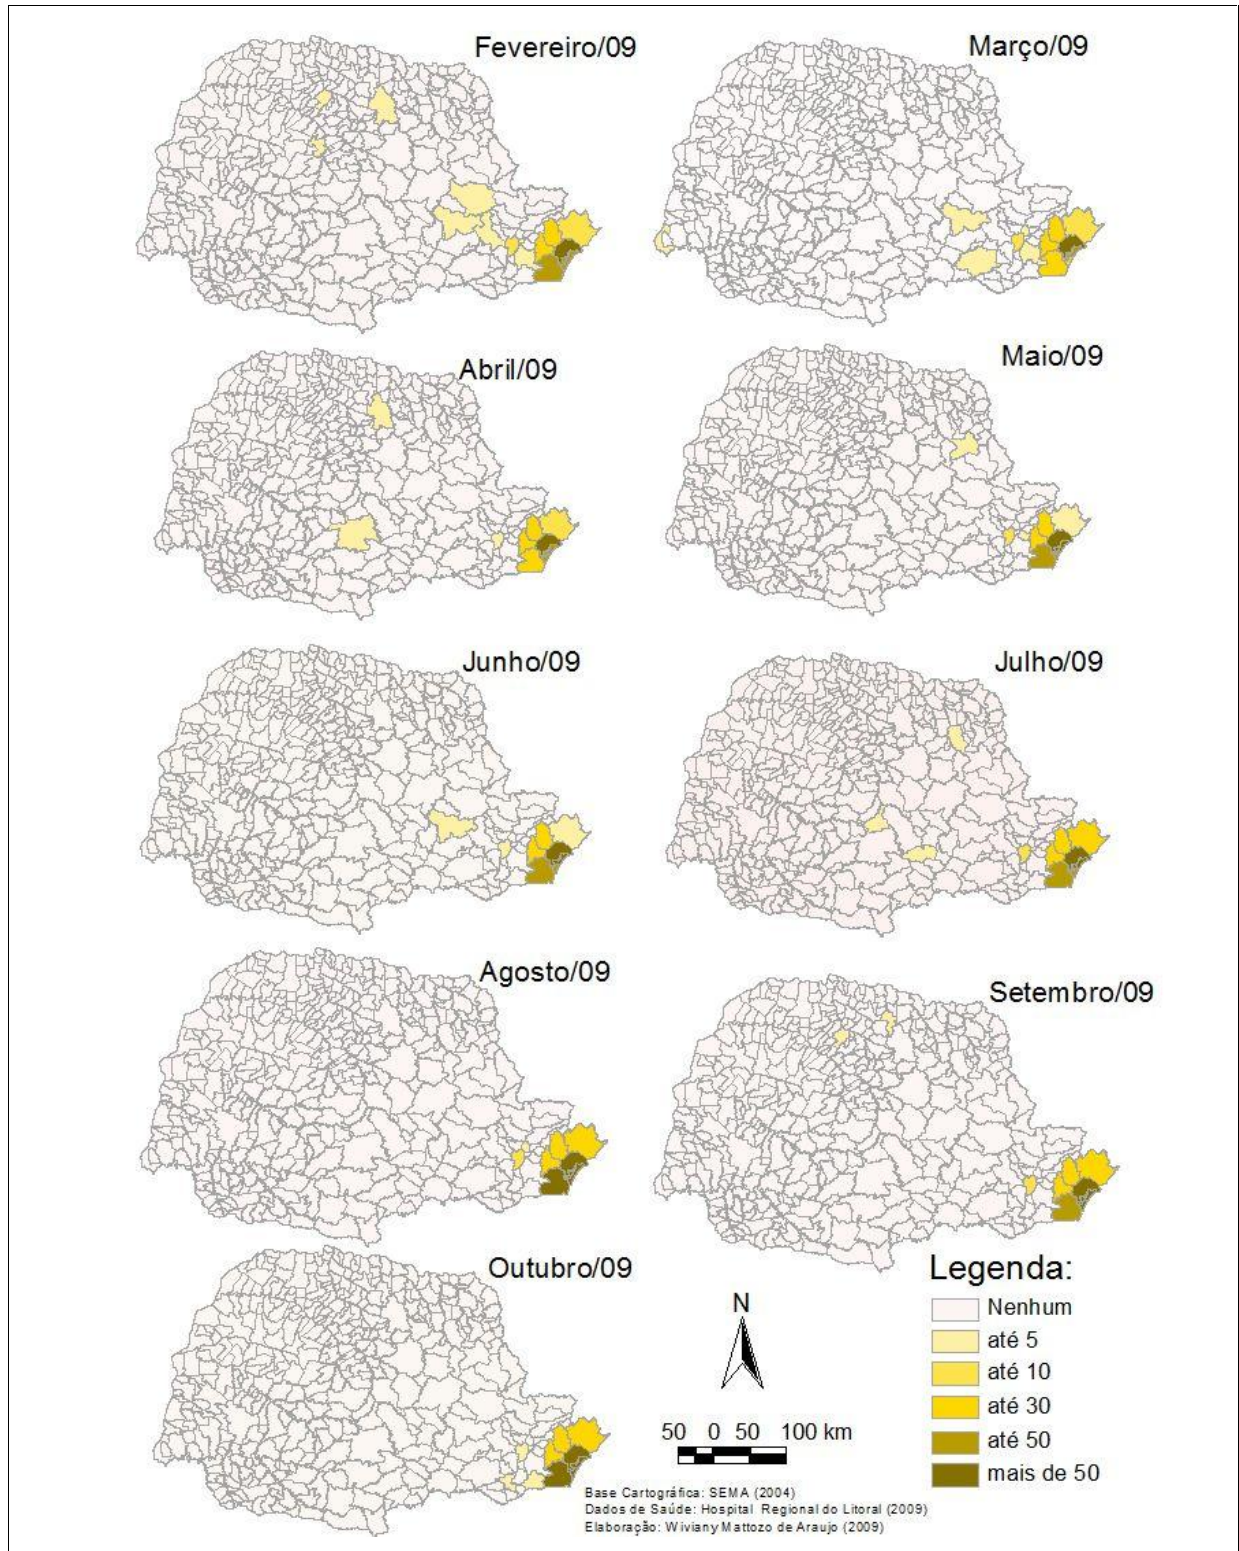 Fevereiro/09
Março/09
Abril/09
Maio/09
Junho/09
Julho/09
Agosto/09
Setembro/09
Outubro/09
Legenda:
Nenhum
até 5
até 10
até 30
até 50
mais de 50
N
50 0 50 100 km
Base Cartográfica: SEMA (2004)
Dados de Saúde: Hospital Regional do Litoral (2009)
Elaboração: Wiviany Mattozo de Araujo (2009)